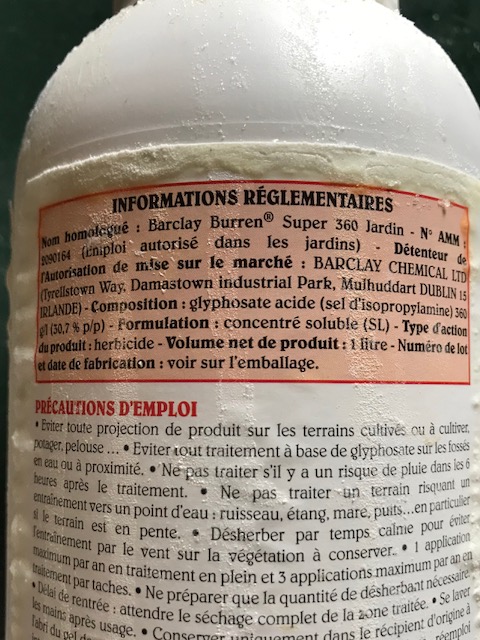 INFORMATIONS RÉGLEMENTAIRES
Nom homologué : Barclay Burren® Super 360 Jardin - N° AMM :
2090164 (Emploi autorisé dans les jardins) - Détenteur de
l'Autorisation de mise sur le marché : BARCLAY CHEMICAL LTD
(Tyrellstown Way, Damastown industrial Park, Mulhuddart DUBLIN 15
IRLANDE) - Composition : glyphosate acide (sel d'isopropylamine) 360
g/l (30,7 % p/p) - Formulation : concentré soluble (SL) - Type d'action
du produit : herbicide - Volume net de produit : 1 litre - Numéro de lot
et date de fabrication : voir sur l'emballage.
PRÉCAUTIONS D'EMPLOI
• Eviter toute projection de produit sur les terrains cultivés ou à cultiver,
potager, pelouse ... • Eviter tout traitement à base de glyphosate sur les fossés
en eau ou à proximité. • Ne pas traiter s'il y a un risque de pluie dans les 6
heures après le traitement. • Ne pas traiter un terrain risquant un
entraînement vers un point d'eau : ruisseau, étang, mare, puits...en particulier
si le terrain est en pente. • Désherber par temps calme pour éviter
l'entraînement par le vent sur la végétation à conserver. • 1 application
maximum par an en traitement en plein et 3 applications maximum par an en
traitement par taches. • Ne préparer que la quantité de désherbant nécessaire.
• Délai de rentrée : attendre le séchage complet de la zone traitée. • Se laver
les mains après usage. • Conserver uniquement dans le récipient d'origine à
l'abri du gel
réemploi